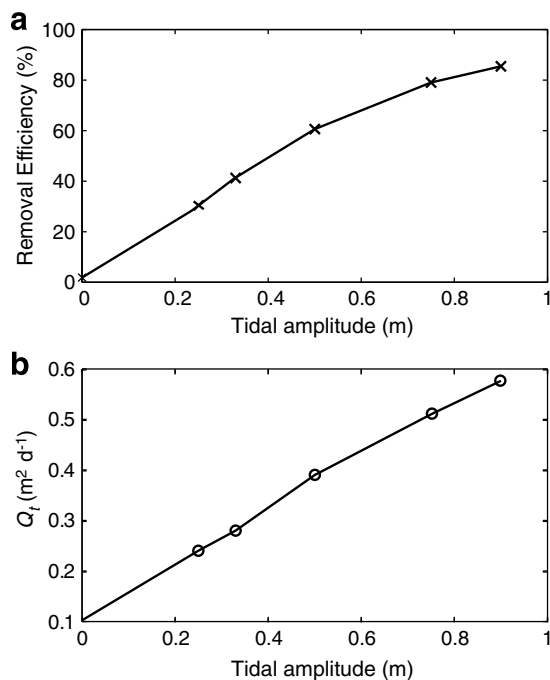 a
100
80
60
40
20
0
Removal Efficiency (%)
0 0.2 0.4 0.6 0.8 1
Tidal amplitude (m)
b
0.6
0.5
0.4
0.3
0.2
0.1
Qt (m² d⁻¹)
0 0.2 0.4 0.6 0.8 1
Tidal amplitude (m)